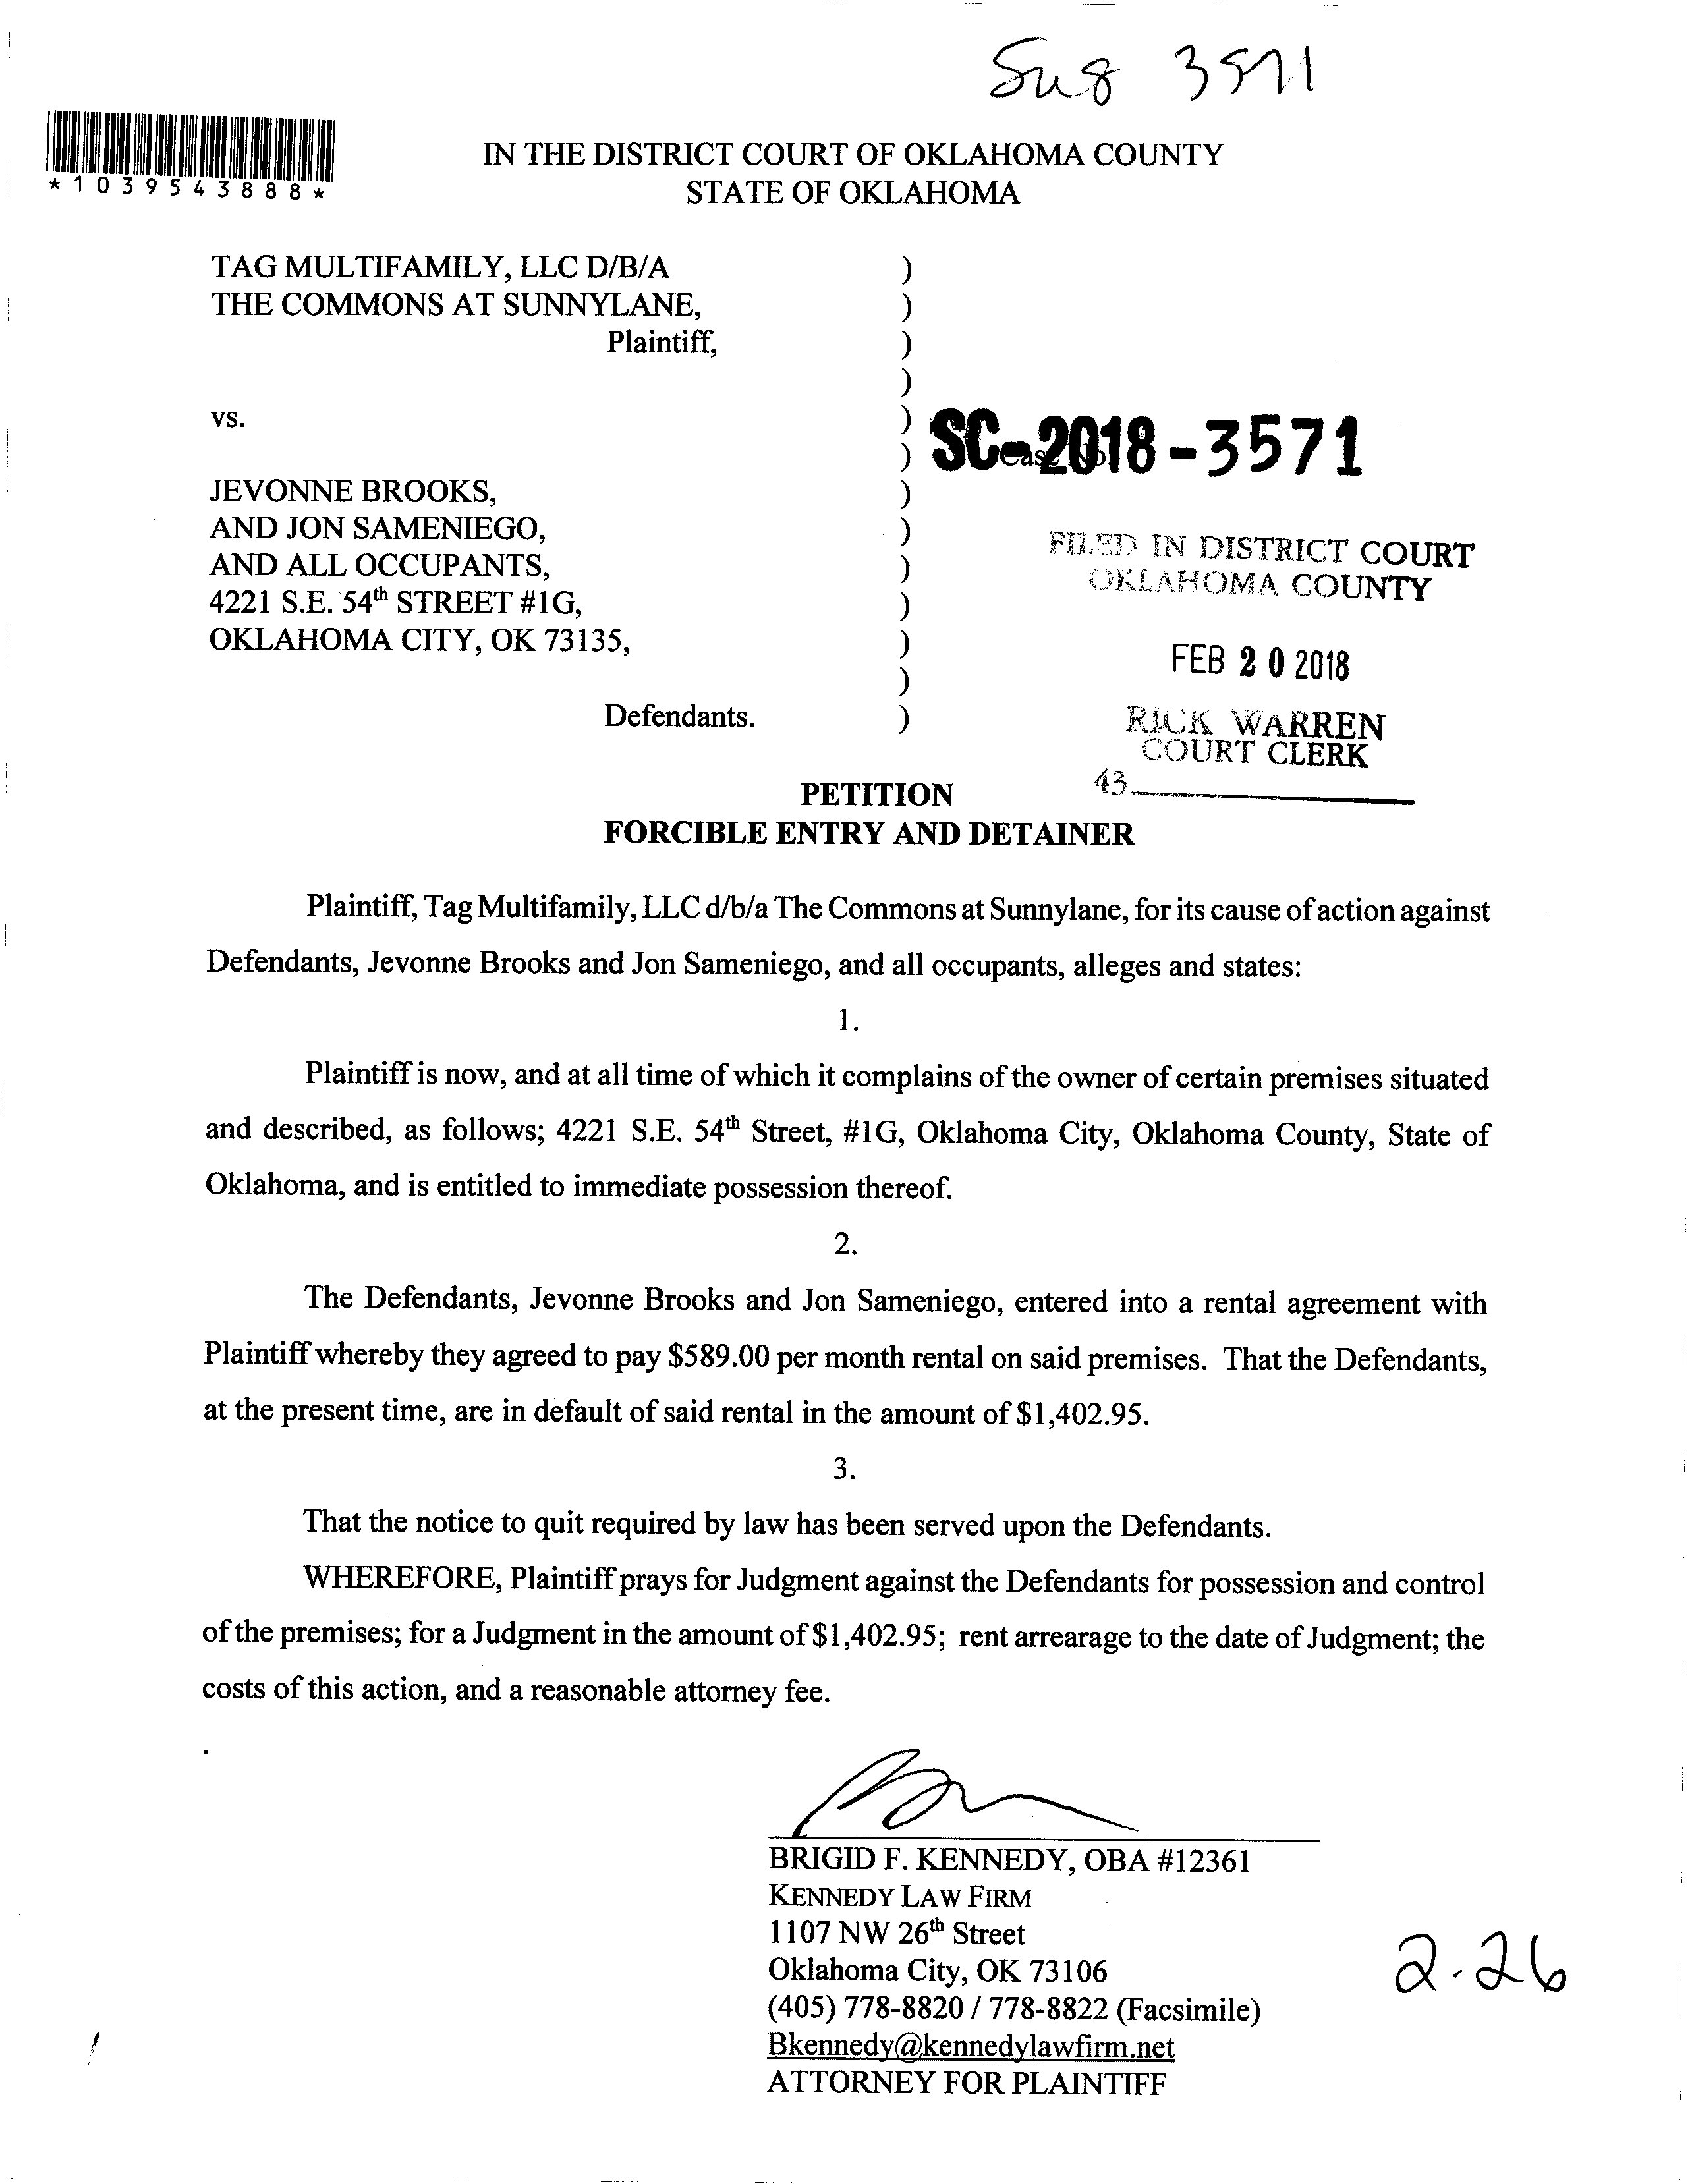 Su8 3571
*1039543888*
IN THE DISTRICT COURT OF OKLAHOMA COUNTY
STATE OF OKLAHOMA
TAG MULTIFAMILY, LLC D/B/A )
THE COMMONS AT SUNNYLANE, )
Plaintiff, )
)
vs. )
) SC-2018-3571
Case No.
JEVONNE BROOKS, )
AND JON SAMENIEGO, )
AND ALL OCCUPANTS, )
4221 S.E. 54th STREET #1G, )
OKLAHOMA CITY, OK 73135, )
)
Defendants. )
FILED IN DISTRICT COURT
OKLAHOMA COUNTY
FEB 20 2018
RICK WARREN
COURT CLERK
43
PETITION
FORCIBLE ENTRY AND DETAINER
Plaintiff, Tag Multifamily, LLC d/b/a The Commons at Sunnylane, for its cause of action against
Defendants, Jevonne Brooks and Jon Sameniego, and all occupants, alleges and states:
1.
Plaintiff is now, and at all time of which it complains of the owner of certain premises situated
and described, as follows; 4221 S.E. 54th Street, #1G, Oklahoma City, Oklahoma County, State of
Oklahoma, and is entitled to immediate possession thereof.
2.
The Defendants, Jevonne Brooks and Jon Sameniego, entered into a rental agreement with
Plaintiff whereby they agreed to pay $589.00 per month rental on said premises. That the Defendants,
at the present time, are in default of said rental in the amount of $1,402.95.
3.
That the notice to quit required by law has been served upon the Defendants.
WHEREFORE, Plaintiff prays for Judgment against the Defendants for possession and control
of the premises; for a Judgment in the amount of $1,402.95; rent arrearage to the date of Judgment; the
costs of this action, and a reasonable attorney fee.
BRIGID F. KENNEDY, OBA #12361
KENNEDY LAW FIRM
1107 NW 26th Street
Oklahoma City, OK 73106
(405) 778-8820 / 778-8822 (Facsimile)
Bkennedy@kennedylawfirm.net
ATTORNEY FOR PLAINTIFF
2.26